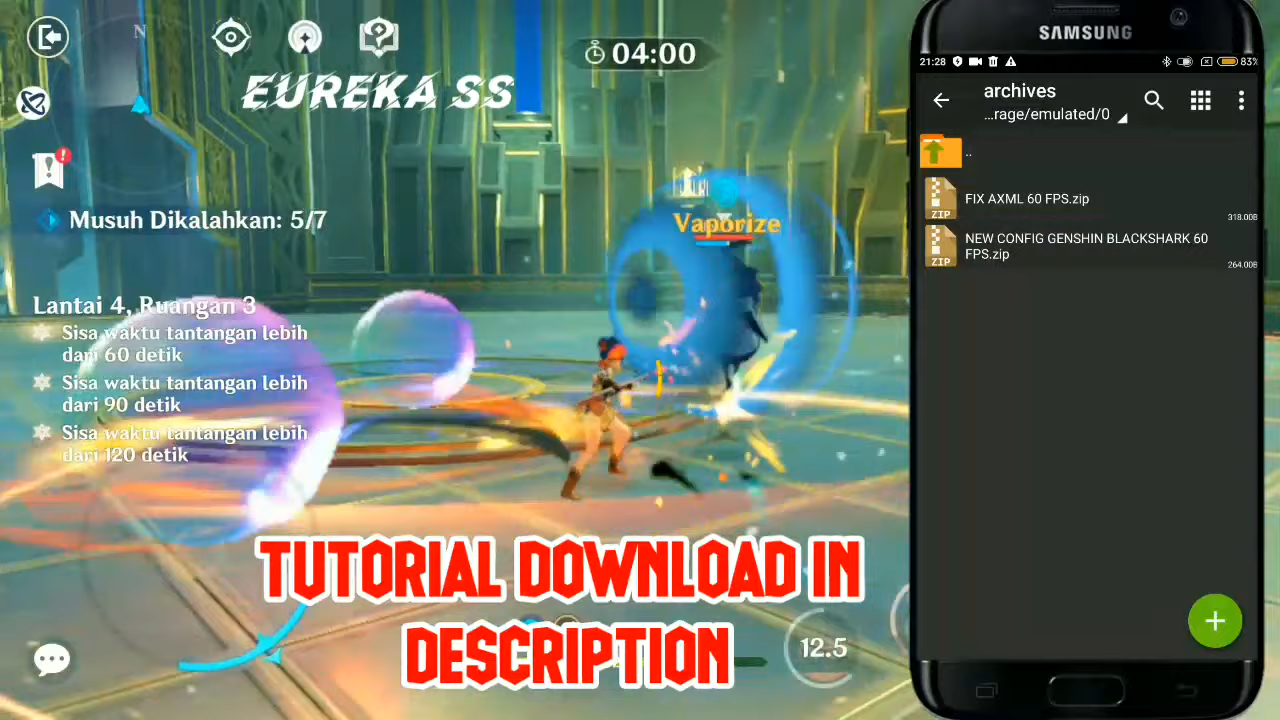 N
04:00
EUREKA SS
Musuh Dikalahkan: 5/7
Vaporize
Lantai 4, Ruangan 3
Sisa waktu tantangan lebih
dari 60 detik
Sisa waktu tantangan lebih
dari 90 detik
Sisa waktu tantangan lebih
dari 120 detik
TUTORIAL DOWNLOAD IN
DESCRIPTION
12.5
SAMSUNG
21:28
83%
archives
...rage/emulated/0
..
ZIP
FIX AXML 60 FPS.zip
318.00B
ZIP
NEW CONFIG GENSHIN BLACKSHARK 60
FPS.zip
264.00B